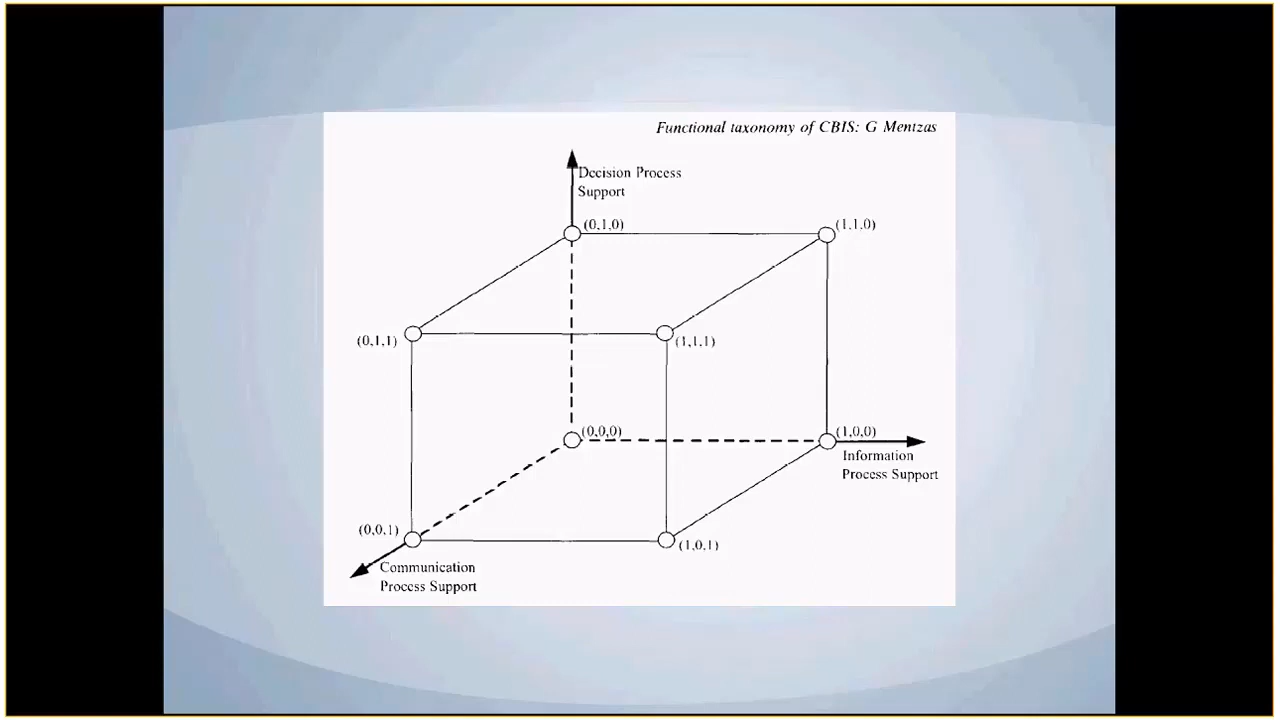 Functional taxonomy of CBIS: G Mentzas
Decision Process
Support
(0,1,0)
(1,1,0)
(0,1,1)
(1,1,1)
(0,0,0)
(1,0,0)
Information
Process Support
(0,0,1)
(1,0,1)
Communication
Process Support